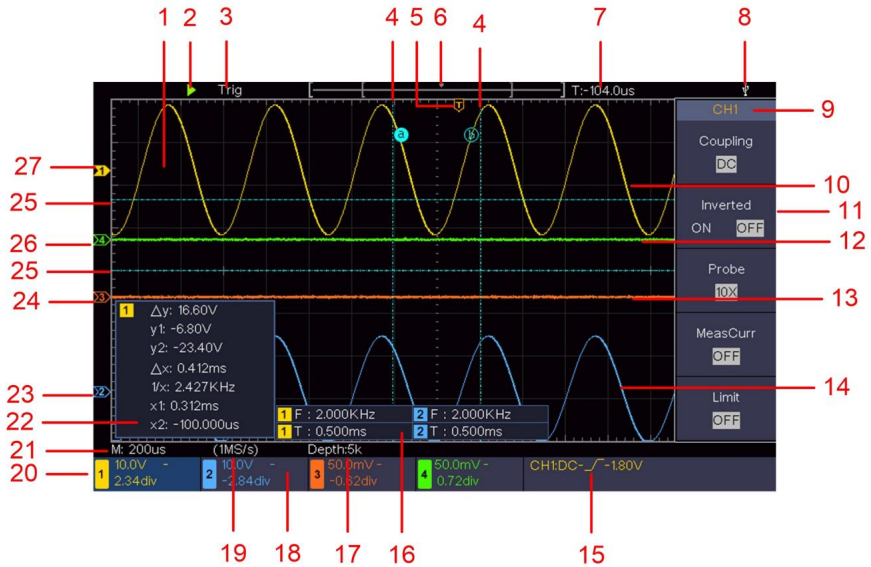 1 2 3 4 5 6 4 7 8
Trig
T
T:-104.0us
CH1
9
Coupling
DC
a
b
27
1
10
25
Inverted
ON OFF
11
26
4
12
25
Probe
10X
24
3
13
1 △y: 16.60V
y1: -6.80V
y2: -23.40V
△x: 0.412ms
1/x: 2.427KHz
x1: 0.312ms
x2: -100.000us
MeasCurr
OFF
23
2
14
Limit
OFF
22
1 F : 2.000KHz 2 F : 2.000KHz
1 T : 0.500ms 2 T : 0.500ms
21
M: 200us (1MS/s) Depth:5k
20
1 10.0V -
2.34div
2 10.0V -
-2.84div
3 50.0mV -
-0.62div
4 50.0mV -
0.72div
CH1:DC- -1.80V
19 18 17 16 15